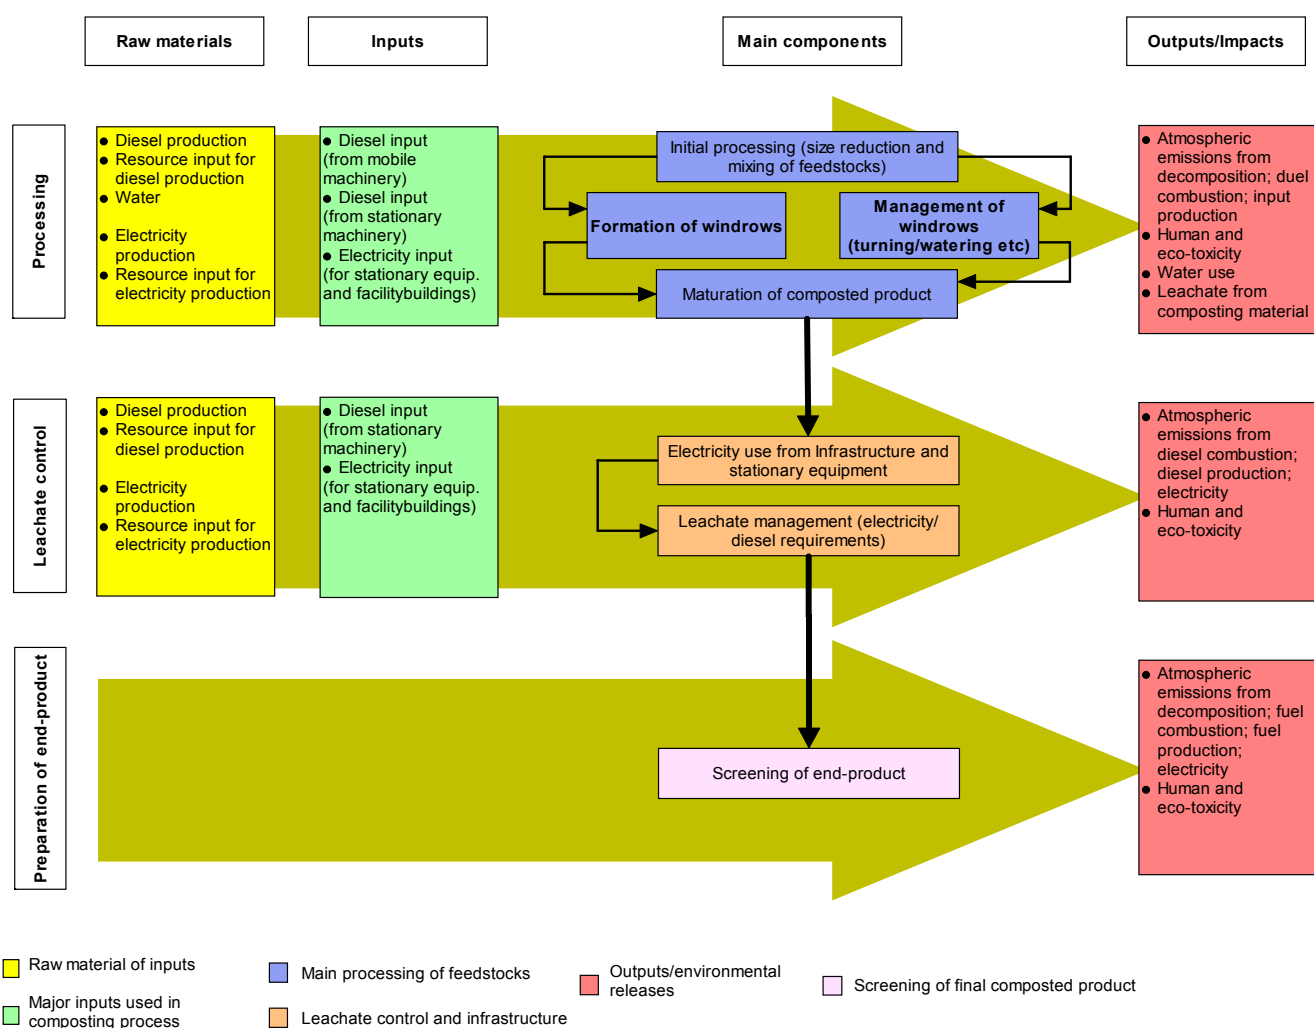 Raw materials
Inputs
Main components
Outputs/Impacts
Processing
● Diesel production
● Resource input for
diesel production
● Water
● Electricity
production
● Resource input for
electricity production
● Diesel input
(from mobile
machinery)
● Diesel input
(from stationary
machinery)
● Electricity input
(for stationary equip.
and facilitybuildings)
Initial processing (size reduction and
mixing of feedstocks)
Formation of windrows
Management of
windrows
(turning/watering etc)
Maturation of composted product
● Atmospheric
emissions from
decomposition; duel
combustion; input
production
● Human and
eco-toxicity
● Water use
● Leachate from
composting material
Leachate control
● Diesel production
● Resource input for
diesel production
● Electricity
production
● Resource input for
electricity production
● Diesel input
(from stationary
machinery)
● Electricity input
(for stationary equip.
and facilitybuildings)
Electricity use from Infrastructure and
stationary equipment
Leachate management (electricity/
diesel requirements)
● Atmospheric
emissions from
diesel combustion;
diesel production;
electricity
● Human and
eco-toxicity
Preparation of end-product
Screening of end-product
● Atmospheric
emissions from
decomposition; fuel
combustion; fuel
production;
electricity
● Human and
eco-toxicity
Raw material of inputs
Major inputs used in
composting process
Main processing of feedstocks
Leachate control and infrastructure
Outputs/environmental
releases
Screening of final composted product